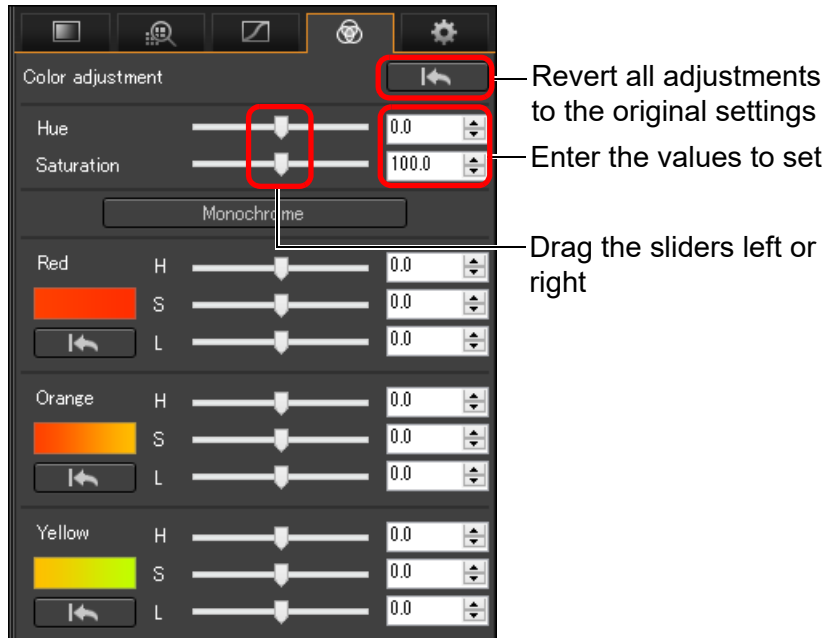 Color adjustment
Revert all adjustments
to the original settings
Hue 0.0
Saturation 100.0
Enter the values to set
Monochrome
Drag the sliders left or
right
Red H 0.0
S 0.0
L 0.0
Orange H 0.0
S 0.0
L 0.0
Yellow H 0.0
S 0.0
L 0.0